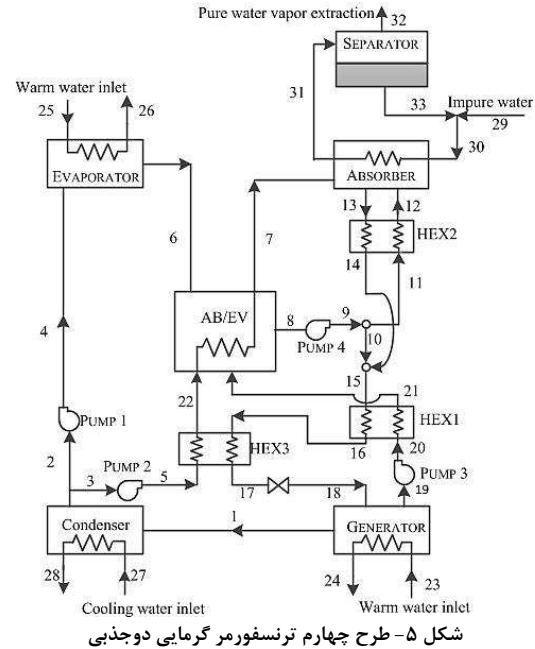 Pure water vapor extraction
32
SEPARATOR
31
33
Impure water
29
30
Warm water inlet
25
26
EVAPORATOR
ABSORBER
13
12
HEX2
14
11
6
7
4
AB/EV
8
9
PUMP 4
10
15
22
21
HEX1
PUMP 1
HEX3
16
20
2
PUMP 2
3
5
17
18
19
PUMP 3
Condenser
1
GENERATOR
28
27
24
23
Cooling water inlet
Warm water inlet
شکل ۵- طرح چهارم ترنسفورمر گرمایی دوجذبی